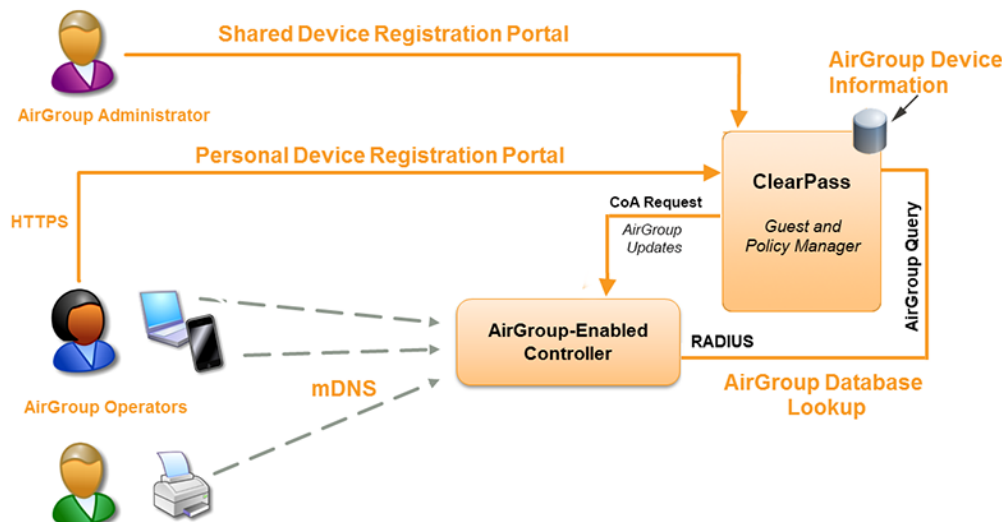 Shared Device Registration Portal
AirGroup Device
Information
AirGroup Administrator
Personal Device Registration Portal
ClearPass
Guest and
Policy Manager
HTTPS
CoA Request
AirGroup
Updates
AirGroup Query
AirGroup-Enabled
Controller
RADIUS
mDNS
AirGroup Database
Lookup
AirGroup Operators